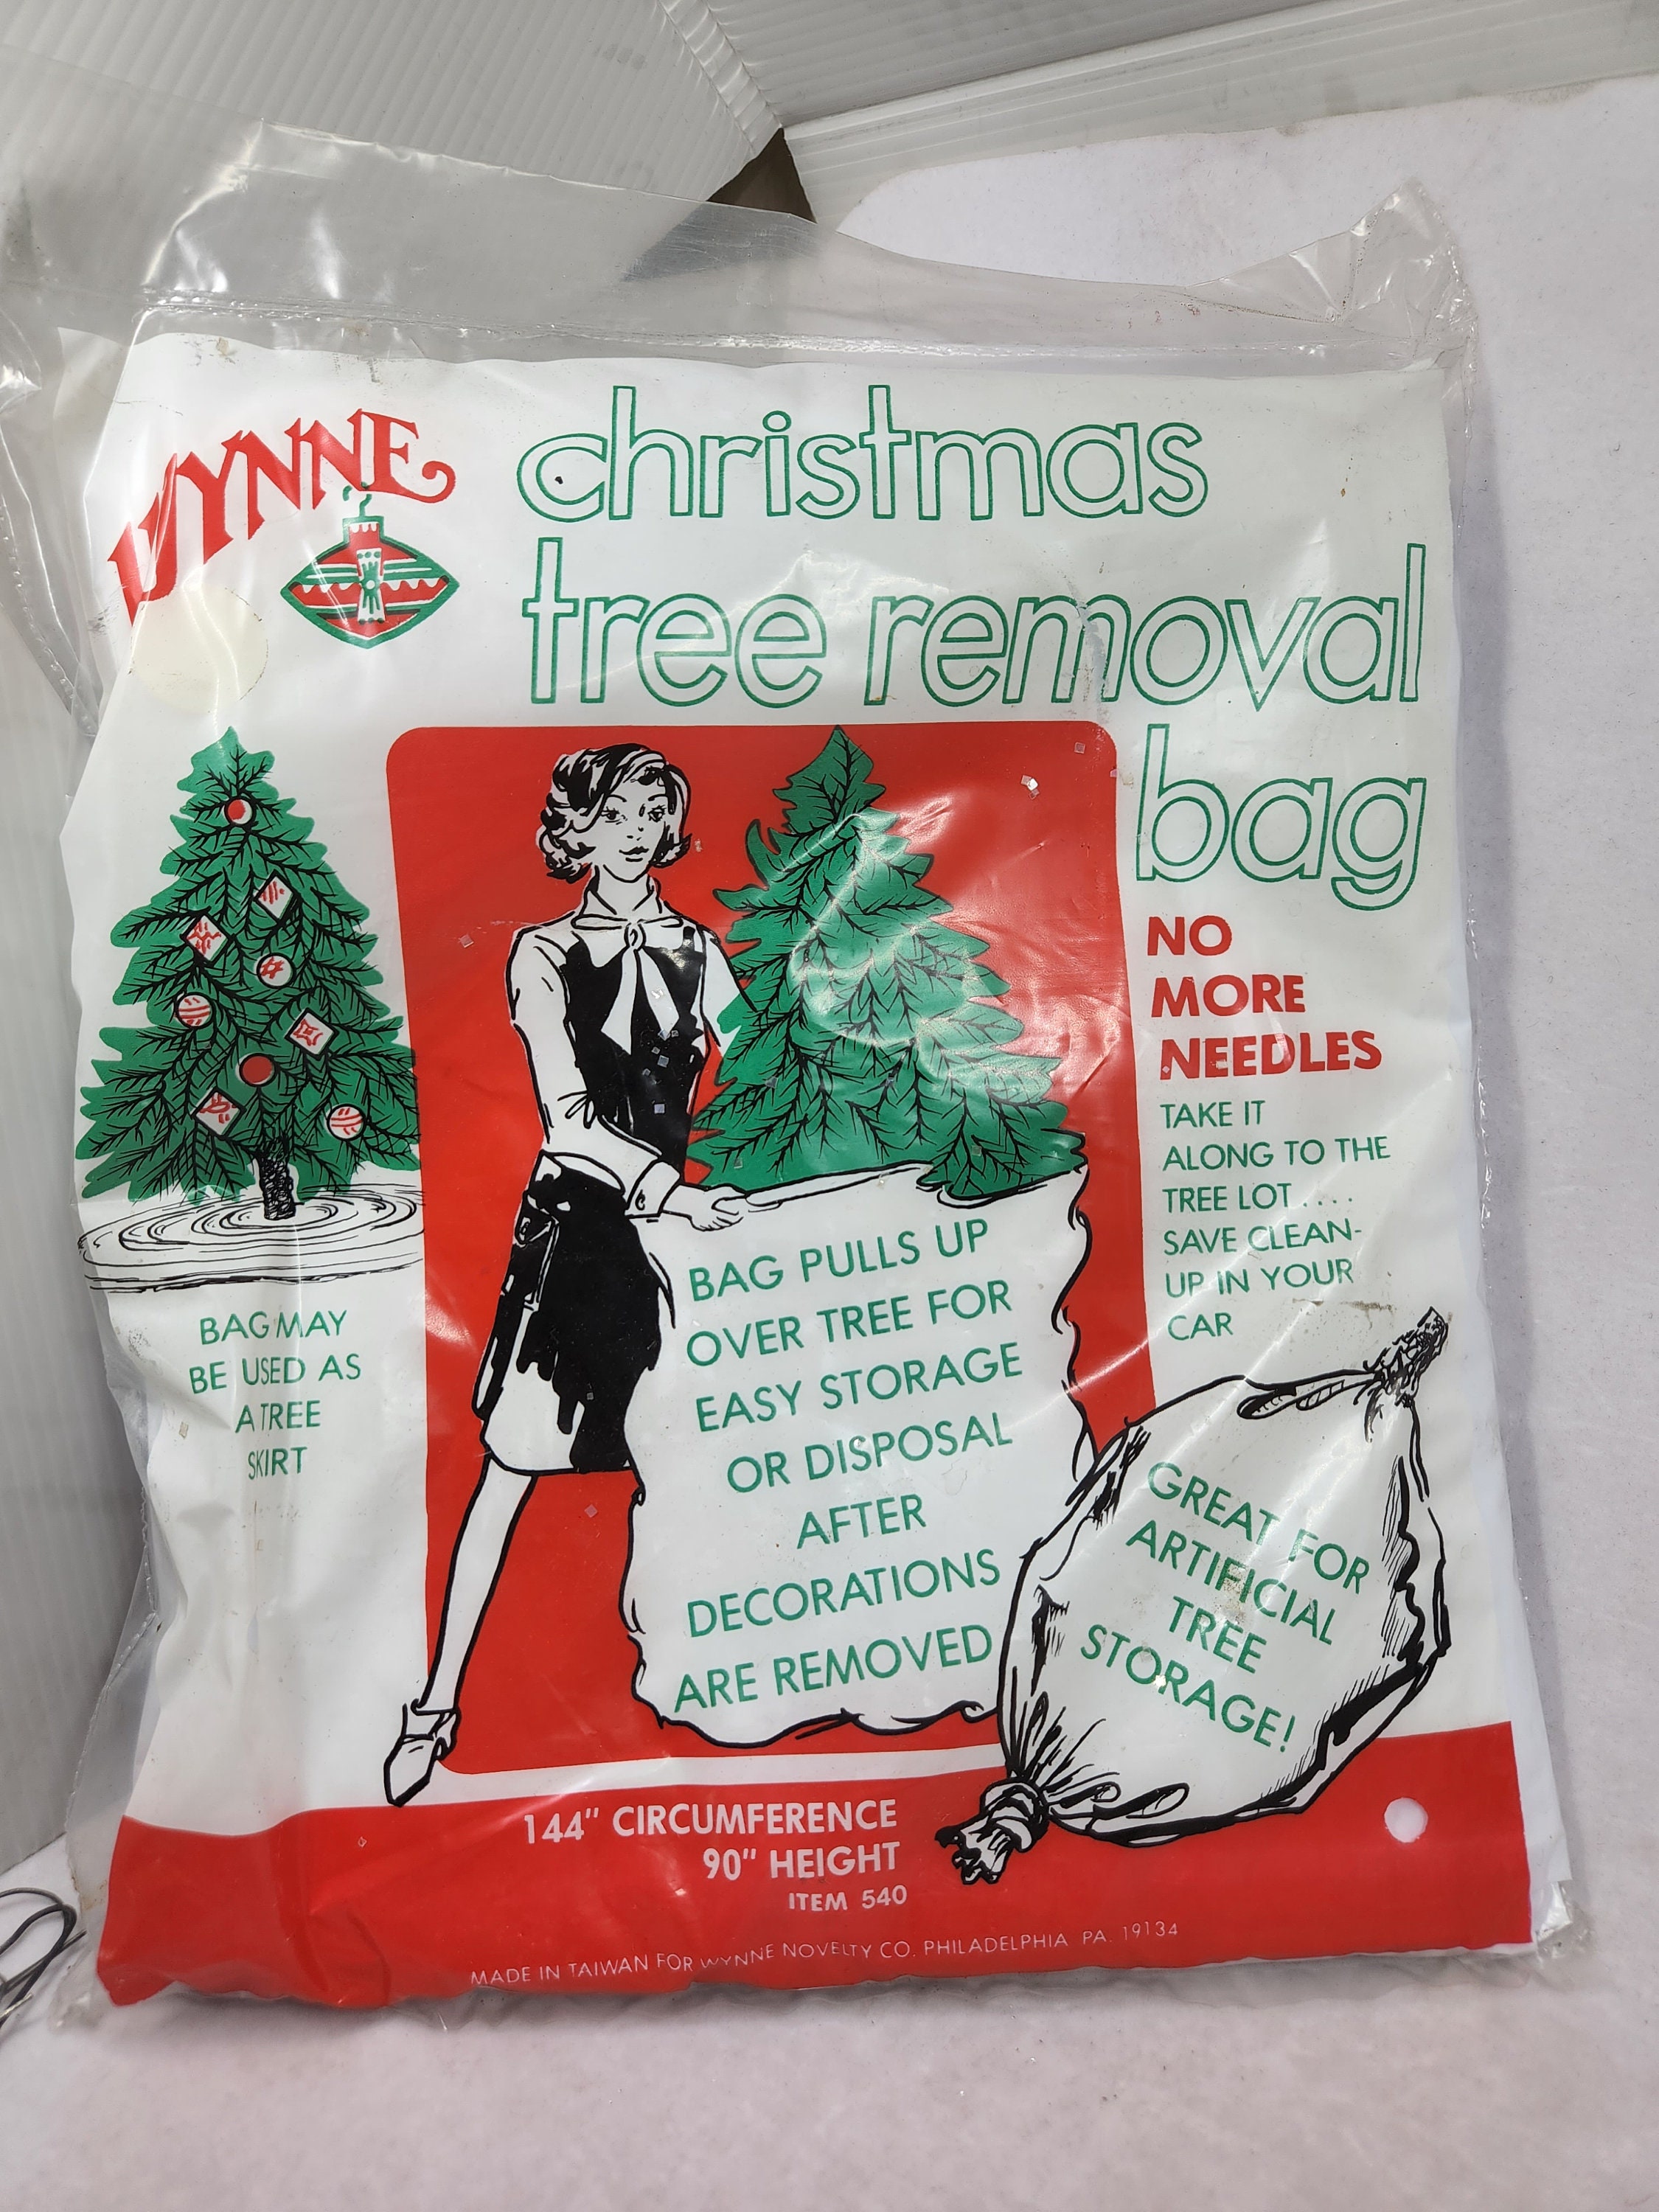 WYNNE
christmas
tree removal
bag
NO
MORE
NEEDLES
TAKE IT
ALONG TO THE
TREE LOT....
SAVE CLEAN-
UP IN YOUR
CAR
BAG MAY
BE USED AS
A TREE
SKIRT
BAG PULLS UP
OVER TREE FOR
EASY STORAGE
OR DISPOSAL
AFTER
DECORATIONS
ARE REMOVED
GREAT FOR
ARTIFICIAL
TREE
STORAGE!
144" CIRCUMFERENCE
90" HEIGHT
ITEM 540
MADE IN TAIWAN FOR WYNNE NOVELTY CO. PHILADELPHIA PA. 19134